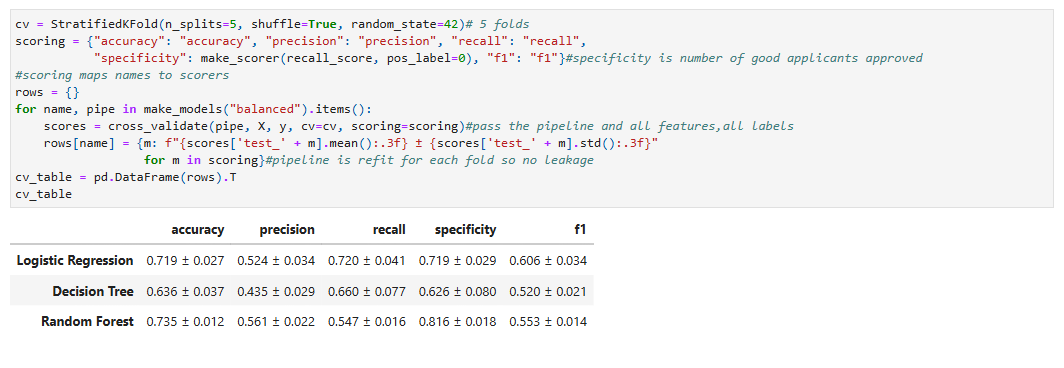 cv = StratifiedKFold(n_splits=5, shuffle=True, random_state=42)# 5 folds
scoring = {"accuracy": "accuracy", "precision": "precision", "recall": "recall",
           "specificity": make_scorer(recall_score, pos_label=0), "f1": "f1"}#specificity is number of good applicants approved
#scoring maps names to scorers
rows = {}
for name, pipe in make_models("balanced").items():
    scores = cross_validate(pipe, X, y, cv=cv, scoring=scoring)#pass the pipeline and all features,all labels
    rows[name] = {m: f"{scores['test_' + m].mean():.3f} ± {scores['test_' + m].std():.3f}"
                  for m in scoring}#pipeline is refit for each fold so no leakage
cv_table = pd.DataFrame(rows).T
cv_table
accuracy precision recall specificity f1
Logistic Regression 0.719 ± 0.027 0.524 ± 0.034 0.720 ± 0.041 0.719 ± 0.029 0.606 ± 0.034
Decision Tree 0.636 ± 0.037 0.435 ± 0.029 0.660 ± 0.077 0.626 ± 0.080 0.520 ± 0.021
Random Forest 0.735 ± 0.012 0.561 ± 0.022 0.547 ± 0.016 0.816 ± 0.018 0.553 ± 0.014